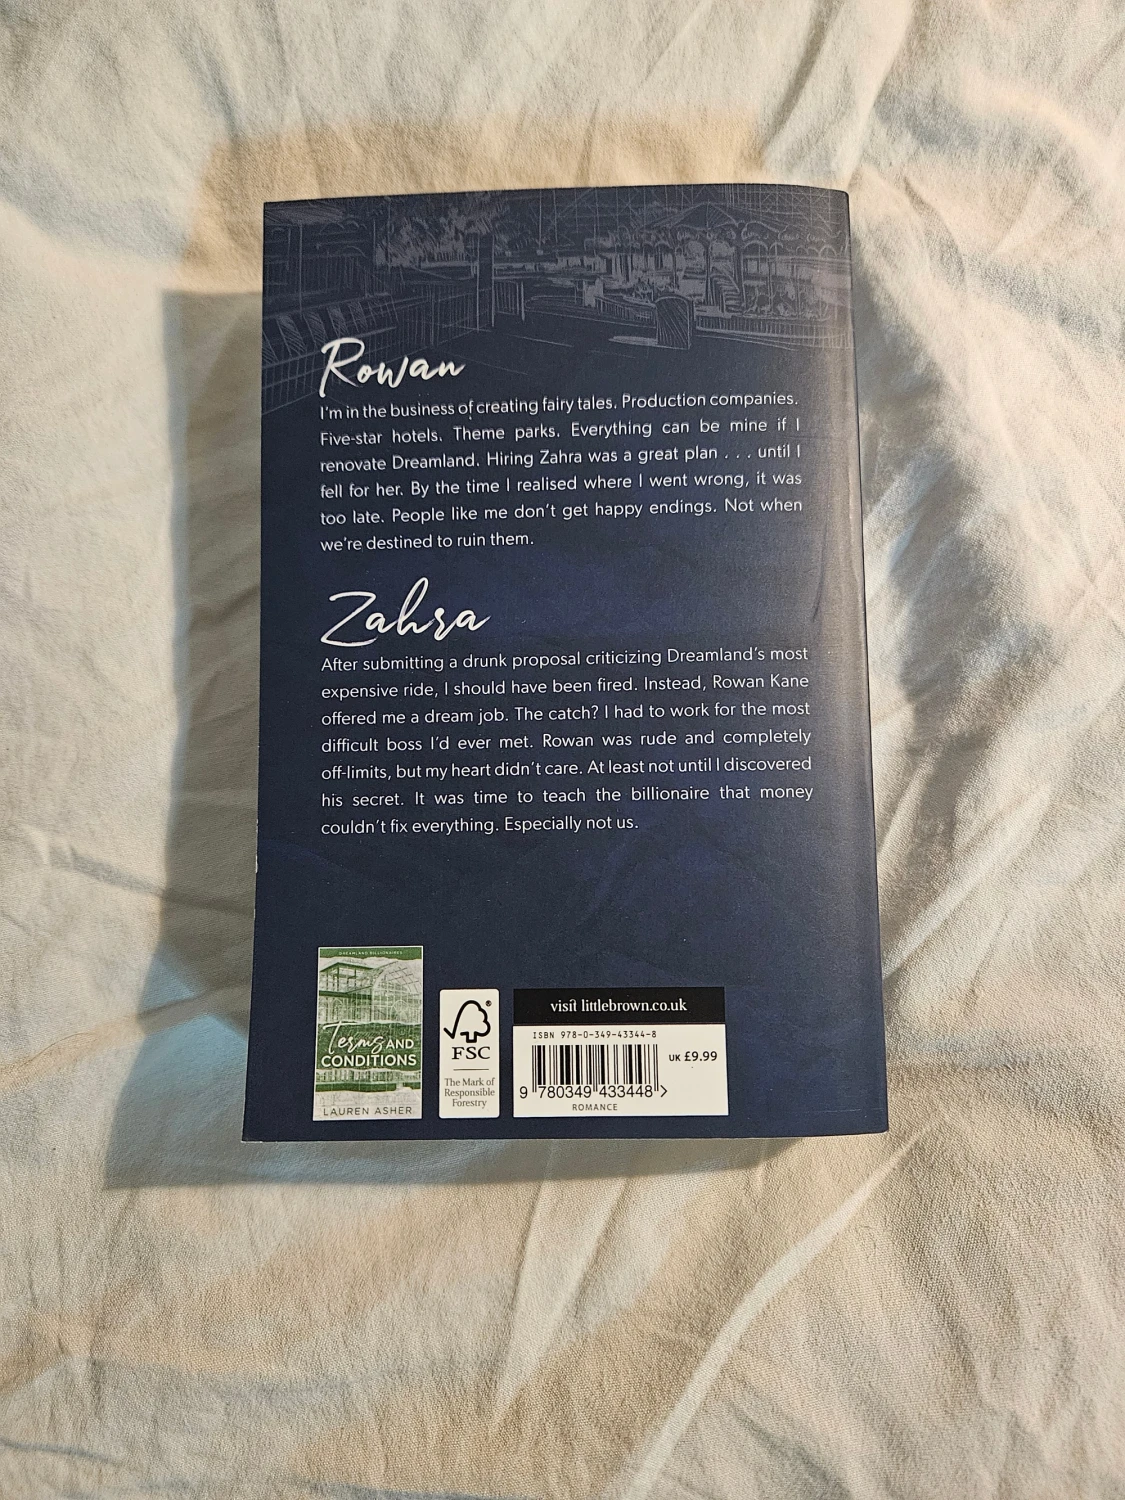 Rowan
I'm in the business of creating fairy tales. Production companies.
Five-star hotels. Theme parks. Everything can be mine if I
renovate Dreamland. Hiring Zahra was a great plan . . . until I
fell for her. By the time I realised where I went wrong, it was
too late. People like me don't get happy endings. Not when
we're destined to ruin them.
Zahra
After submitting a drunk proposal criticizing Dreamland's most
expensive ride, I should have been fired. Instead, Rowan Kane
offered me a dream job. The catch? I had to work for the most
difficult boss I'd ever met. Rowan was rude and completely
off-limits, but my heart didn't care. At least not until I discovered
his secret. It was time to teach the billionaire that money
couldn't fix everything. Especially not us.
DREAMLAND BILLIONAIRES
Terms AND
CONDITIONS
LAUREN ASHER
®
FSC
The Mark of
Responsible
Forestry
visit littlebrown.co.uk
ISBN 978-0-349-43344-8
UK £9.99
9 780349 433448 >
ROMANCE